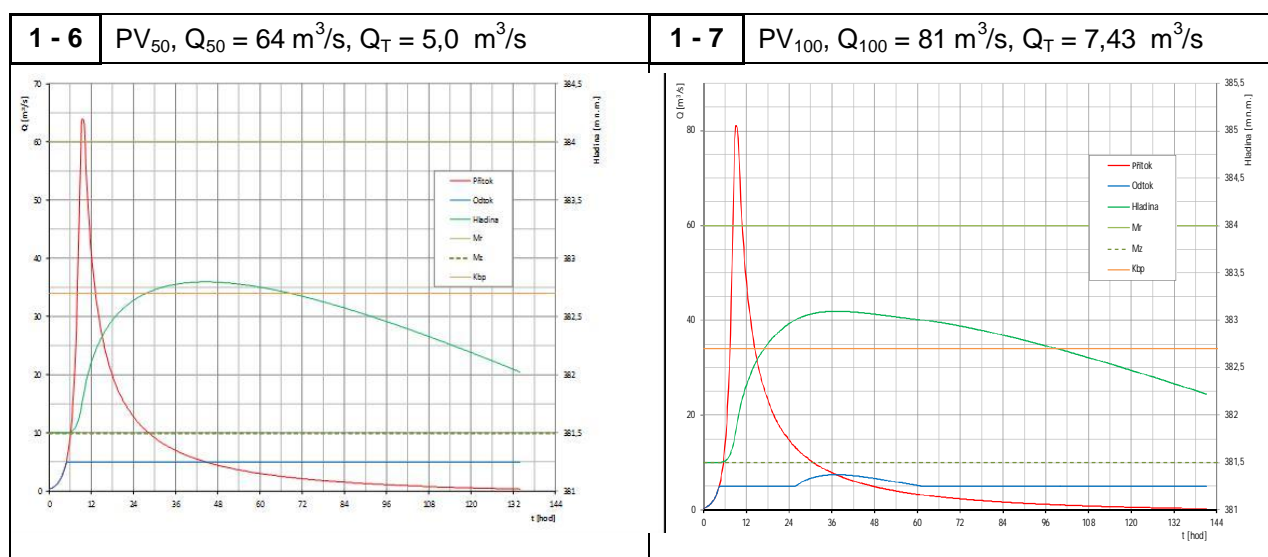 1 - 6 PV50, Q50 = 64 m3/s, QT = 5,0 m3/s
Q [m³/s]
70
60
50
40
30
20
10
0
384,5
384
383,5
383
382,5
382
381,5
381
Hladina [m n.m.]
Přítok
Odtok
Hladina
Mr
Mz
Kbp
0 12 24 36 48 60 72 84 96 108 120 132 144
t [hod]
1 - 7 PV100, Q100 = 81 m3/s, QT = 7,43 m3/s
Q [m³/s]
80
60
40
20
0
385,5
385
384,5
384
383,5
383
382,5
382
381,5
381
Hladina [m n.m.]
Přítok
Odtok
Hladina
Mr
Mz
Kbp
0 12 24 36 48 60 72 84 96 108 120 132 144
t [hod]